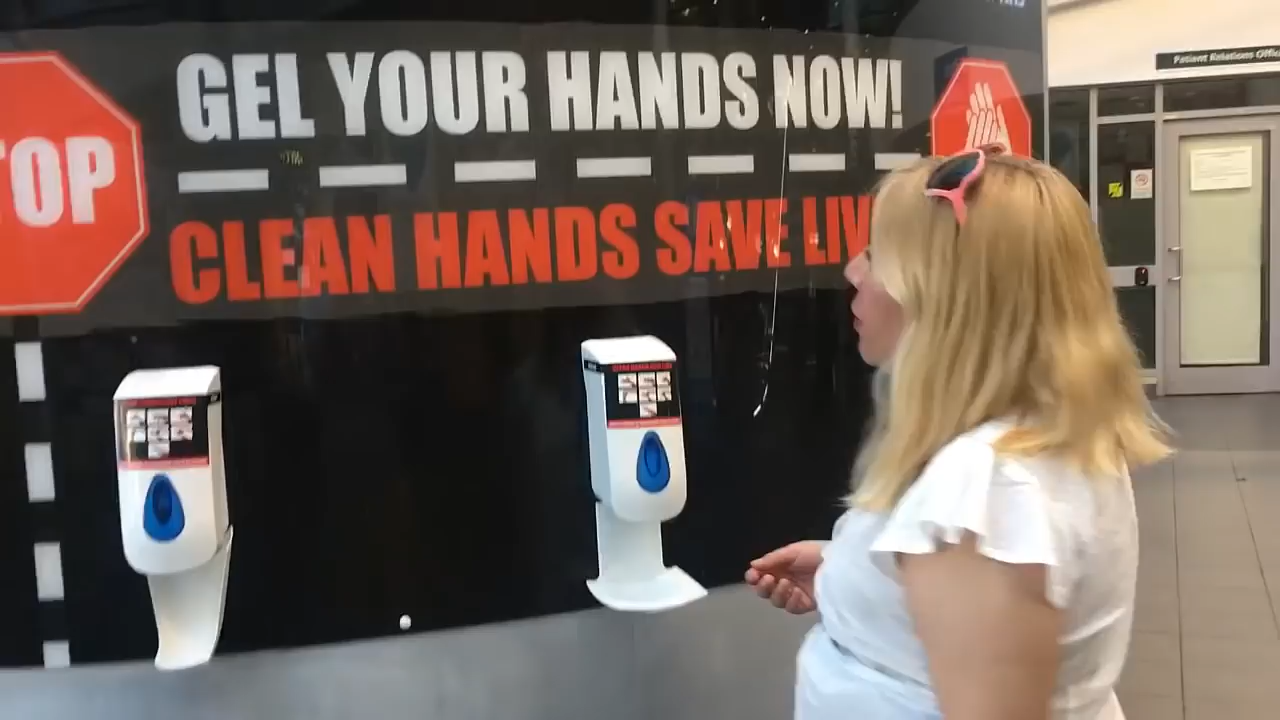 TOP
GEL YOUR HANDS NOW!
CLEAN HANDS SAVE LIV
Patient Relations Offic